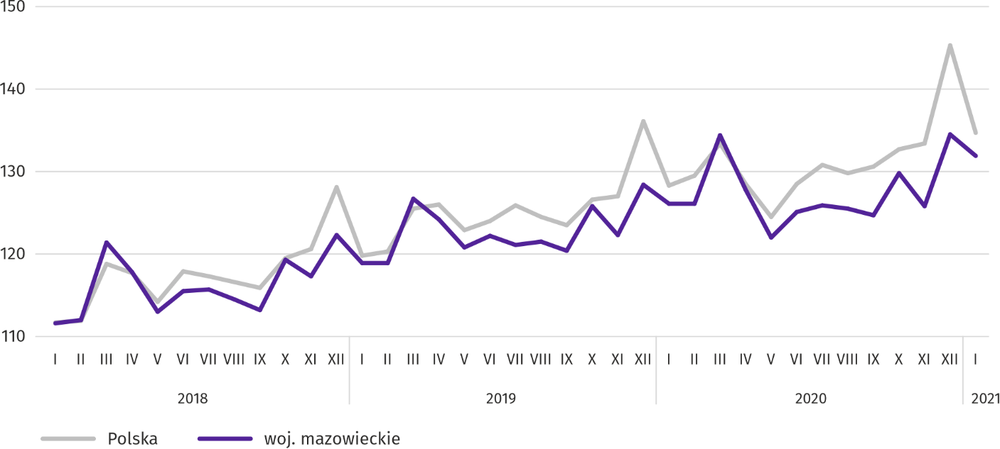 150
140
130
120
110
I II III IV V VI VII VIII IX X XI XII I II III IV V VI VII VIII IX X XI XII I II III IV V VI VII VIII IX X XI XII I
2018 2019 2020 2021
Polska woj. mazowieckie